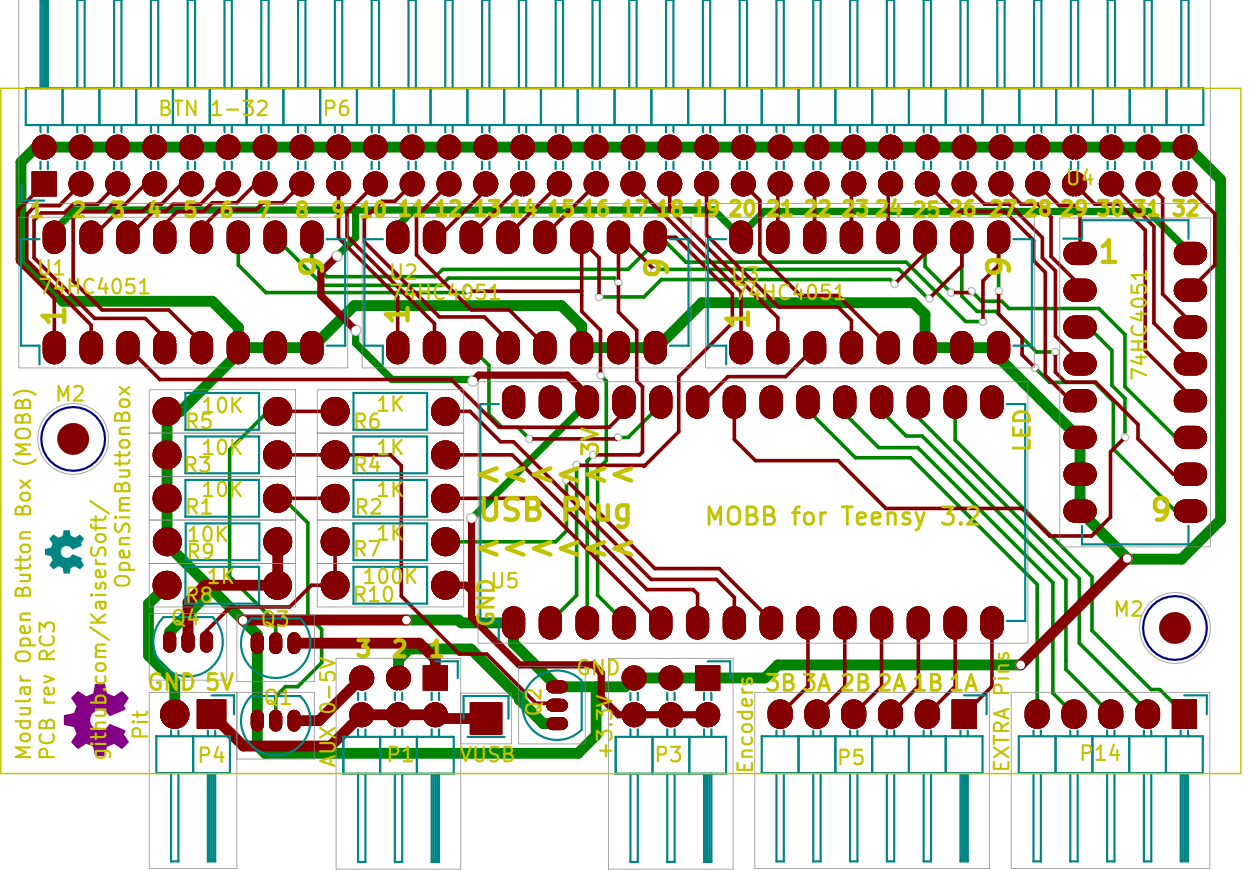 BTN 1-32
P6
U4
1 2 3 4 5 6 7 8 9 10 11 12 13 14 15 16 17 18 19 20 21 22 23 24 25 26 27 28 29 30 31 32
U1
74HC4051
1
9
U2
74HC4051
1
9
U3
74HC4051
1
9
1
74HC4051
9
M2
Modular Open Button Box (MOBB)
PCB rev RC3
github.com/KaiserSoft/
OpenSimButtonBox
10K
R5
1K
R6
10K
R3
1K
R4
10K
R1
1K
R2
10K
R9
1K
R7
1K
R8
100K
R10
3V
LED
<<<<<
USB Plug
<<<<<
MOBB for Teensy 3.2
U5
GND
M2
Q4
Q3
3 2 1
GND 5V
Q1
AUX 0-5V
Pit
P4
P1
VUSB
Q2
GND
+3.3V
P3
Encoders
3B 3A 2B 2A 1B 1A
P5
EXTRA Pins
P14